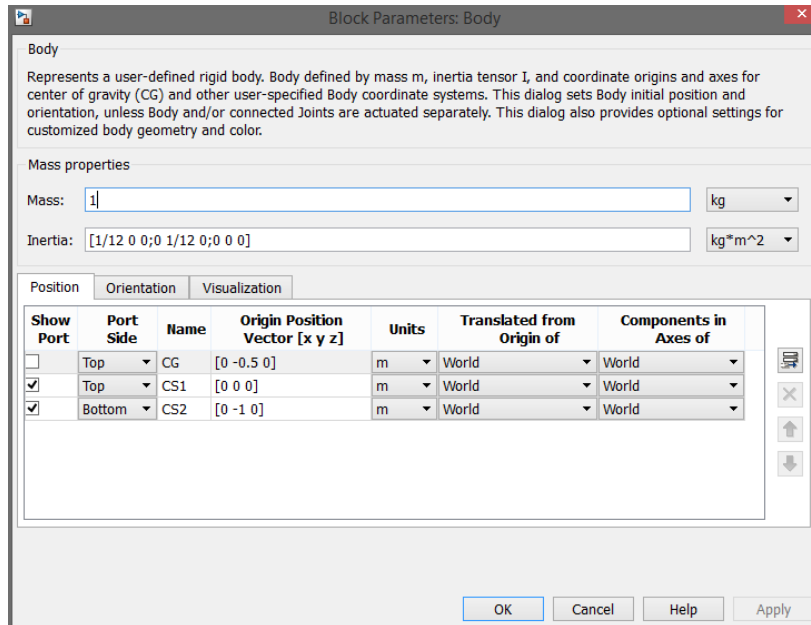 Block Parameters: Body
Body
Represents a user-defined rigid body. Body defined by mass m, inertia tensor I, and coordinate origins and axes for
center of gravity (CG) and other user-specified Body coordinate systems. This dialog sets Body initial position and
orientation, unless Body and/or connected Joints are actuated separately. This dialog also provides optional settings for
customized body geometry and color.
Mass properties
Mass: 1 kg
Inertia: [1/12 0 0;0 1/12 0;0 0 0] kg*m^2
Position Orientation Visualization
Show Port Origin Position Translated from Components in
Port Side Name Vector [x y z] Units Origin of Axes of
Top CG [0 -0.5 0] m World World
Top CS1 [0 0 0] m World World
Bottom CS2 [0 -1 0] m World World
OK Cancel Help Apply